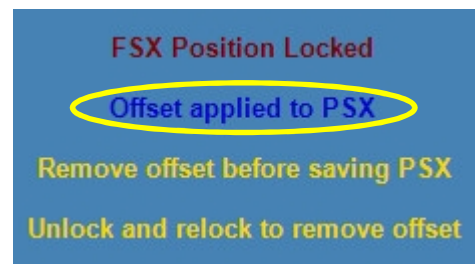 FSX Position Locked
Offset applied to PSX
Remove offset before saving PSX
Unlock and relock to remove offset